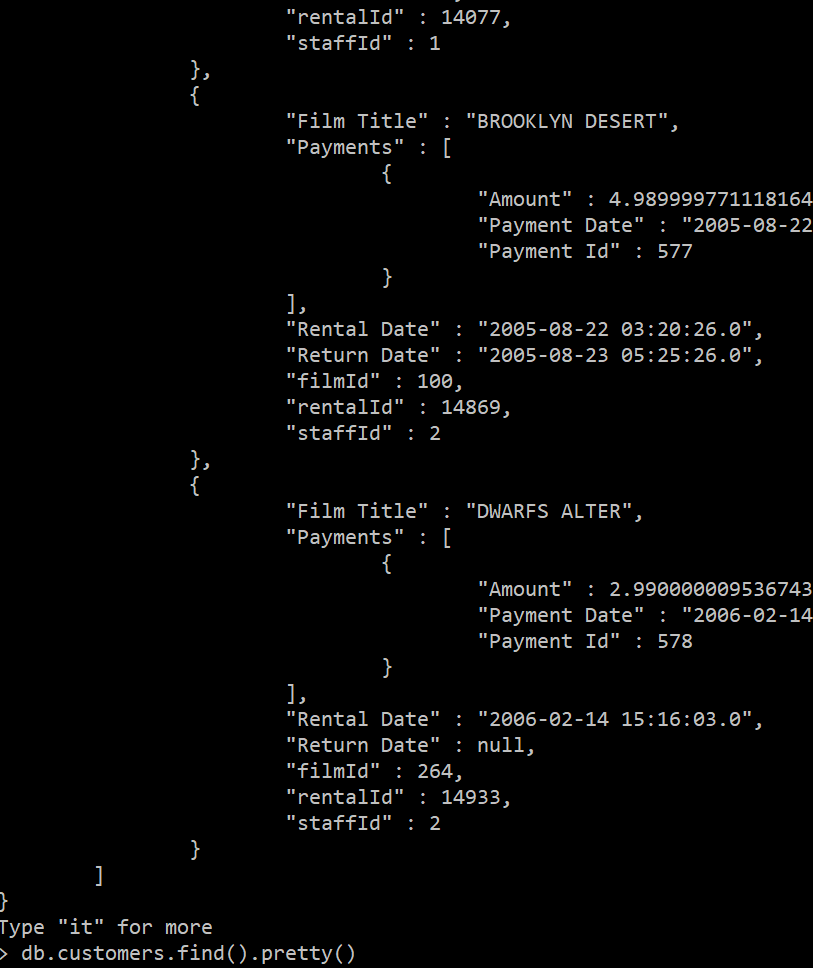 "rentalId" : 14077,
"staffId" : 1
},
{
"Film Title" : "BROOKLYN DESERT",
"Payments" : [
{
"Amount" : 4.989999771118164
"Payment Date" : "2005-08-22
"Payment Id" : 577
}
],
"Rental Date" : "2005-08-22 03:20:26.0",
"Return Date" : "2005-08-23 05:25:26.0",
"filmId" : 100,
"rentalId" : 14869,
"staffId" : 2
},
{
"Film Title" : "DWARFS ALTER",
"Payments" : [
{
"Amount" : 2.990000009536743
"Payment Date" : "2006-02-14
"Payment Id" : 578
}
],
"Rental Date" : "2006-02-14 15:16:03.0",
"Return Date" : null,
"filmId" : 264,
"rentalId" : 14933,
"staffId" : 2
}
]
}
Type "it" for more
> db.customers.find().pretty()